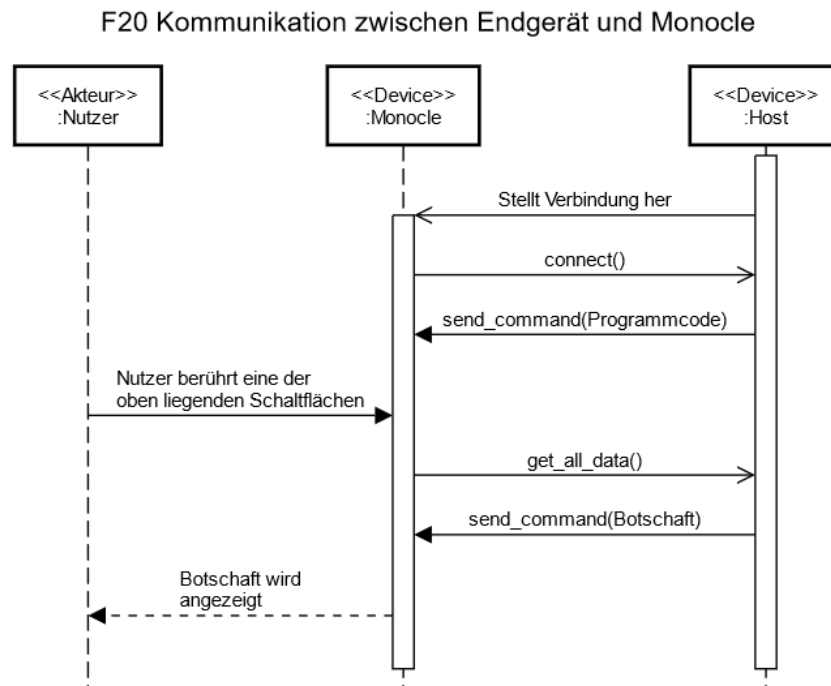 F20 Kommunikation zwischen Endgerät und Monocle
<<Akteur>>
:Nutzer
<<Device>>
:Monocle
<<Device>>
:Host
Stellt Verbindung her
connect()
send_command(Programmcode)
Nutzer berührt eine der
oben liegenden Schaltflächen
get_all_data()
send_command(Botschaft)
Botschaft wird
angezeigt